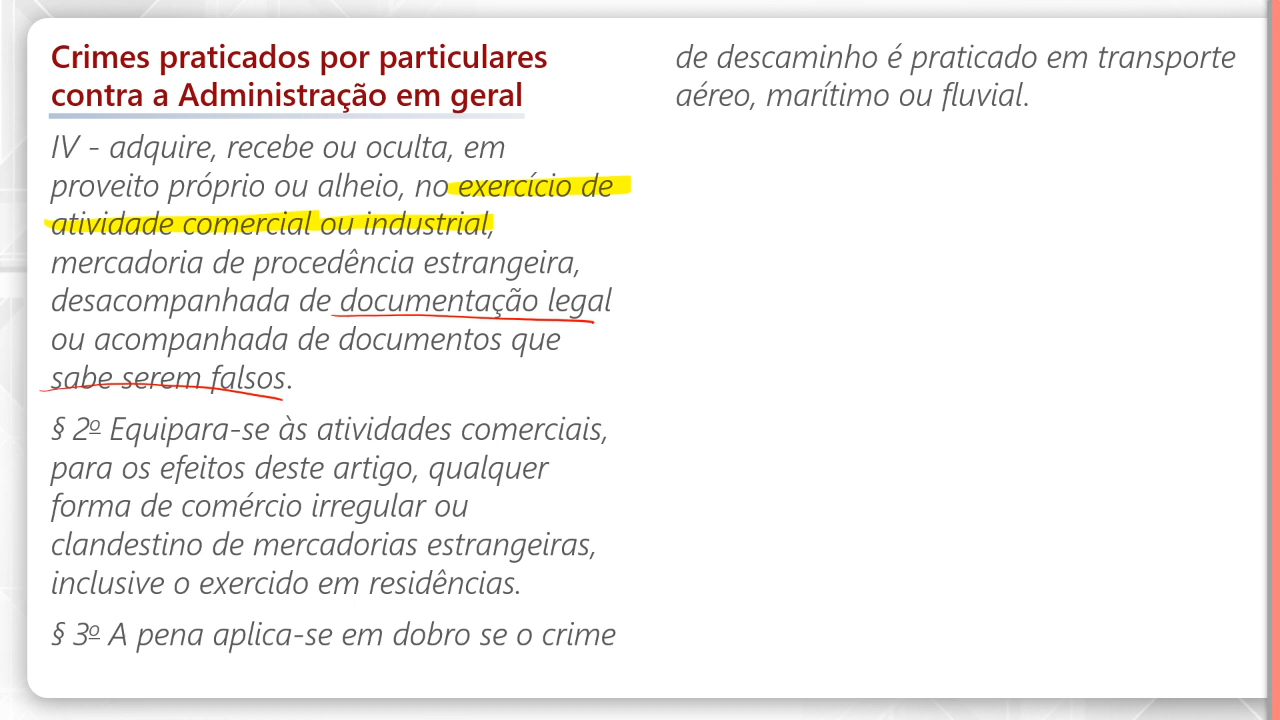 Crimes praticados por particulares
contra a Administração em geral
IV - adquire, recebe ou oculta, em
proveito próprio ou alheio, no exercício de
atividade comercial ou industrial,
mercadoria de procedência estrangeira,
desacompanhada de documentação legal
ou acompanhada de documentos que
sabe serem falsos.
§ 2º Equipara-se às atividades comerciais,
para os efeitos deste artigo, qualquer
forma de comércio irregular ou
clandestino de mercadorias estrangeiras,
inclusive o exercido em residências.
§ 3º A pena aplica-se em dobro se o crime
de descaminho é praticado em transporte
aéreo, marítimo ou fluvial.